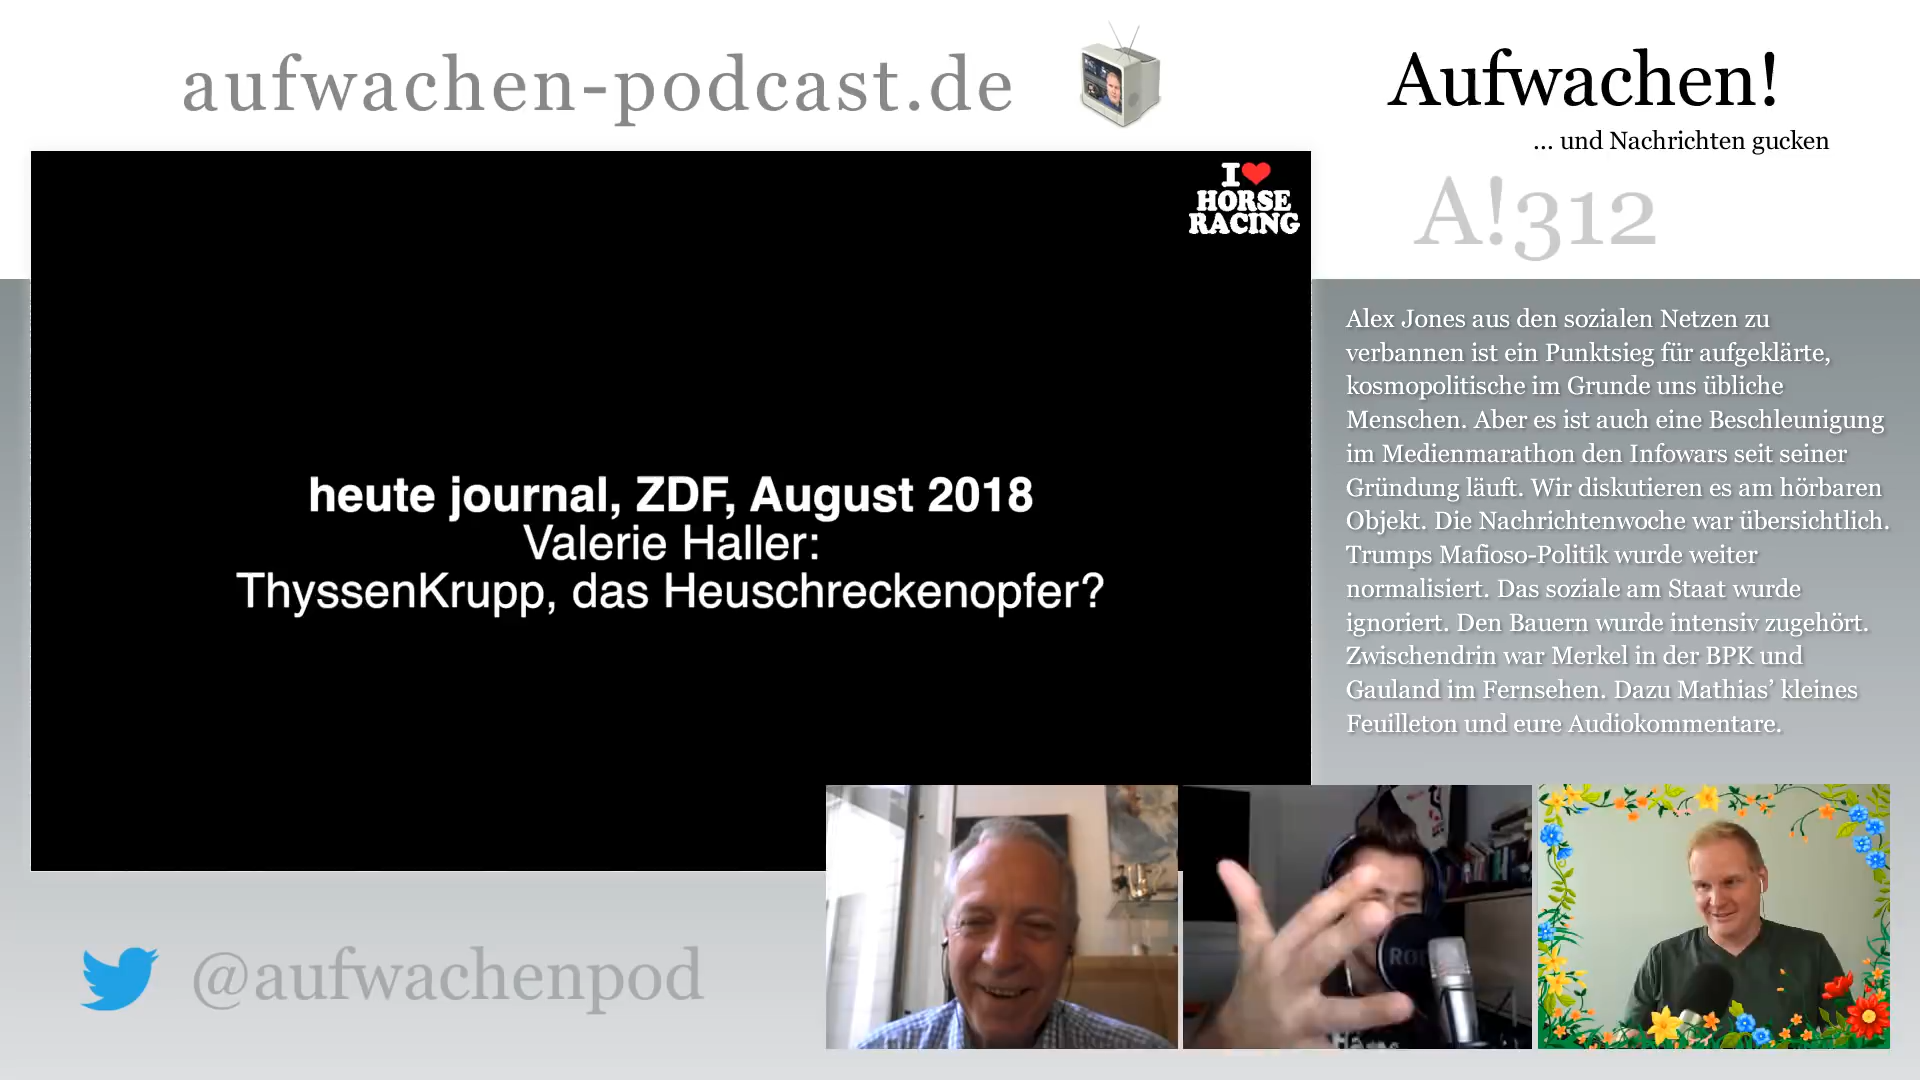 aufwachen-podcast.de
Aufwachen!
... und Nachrichten gucken
A!312
I
HORSE
RACING
heute journal, ZDF, August 2018
Valerie Haller:
ThyssenKrupp, das Heuschreckenopfer?
Alex Jones aus den sozialen Netzen zu
verbannen ist ein Punktsieg für aufgeklärte,
kosmopolitische im Grunde uns übliche
Menschen. Aber es ist auch eine Beschleunigung
im Medienmarathon den Infowars seit seiner
Gründung läuft. Wir diskutieren es am hörbaren
Objekt. Die Nachrichtenwoche war übersichtlich.
Trumps Mafioso-Politik wurde weiter
normalisiert. Das soziale am Staat wurde
ignoriert. Den Bauern wurde intensiv zugehört.
Zwischendrin war Merkel in der BPK und
Gauland im Fernsehen. Dazu Mathias’ kleines
Feuilleton und eure Audiokommentare.
@aufwachenpod